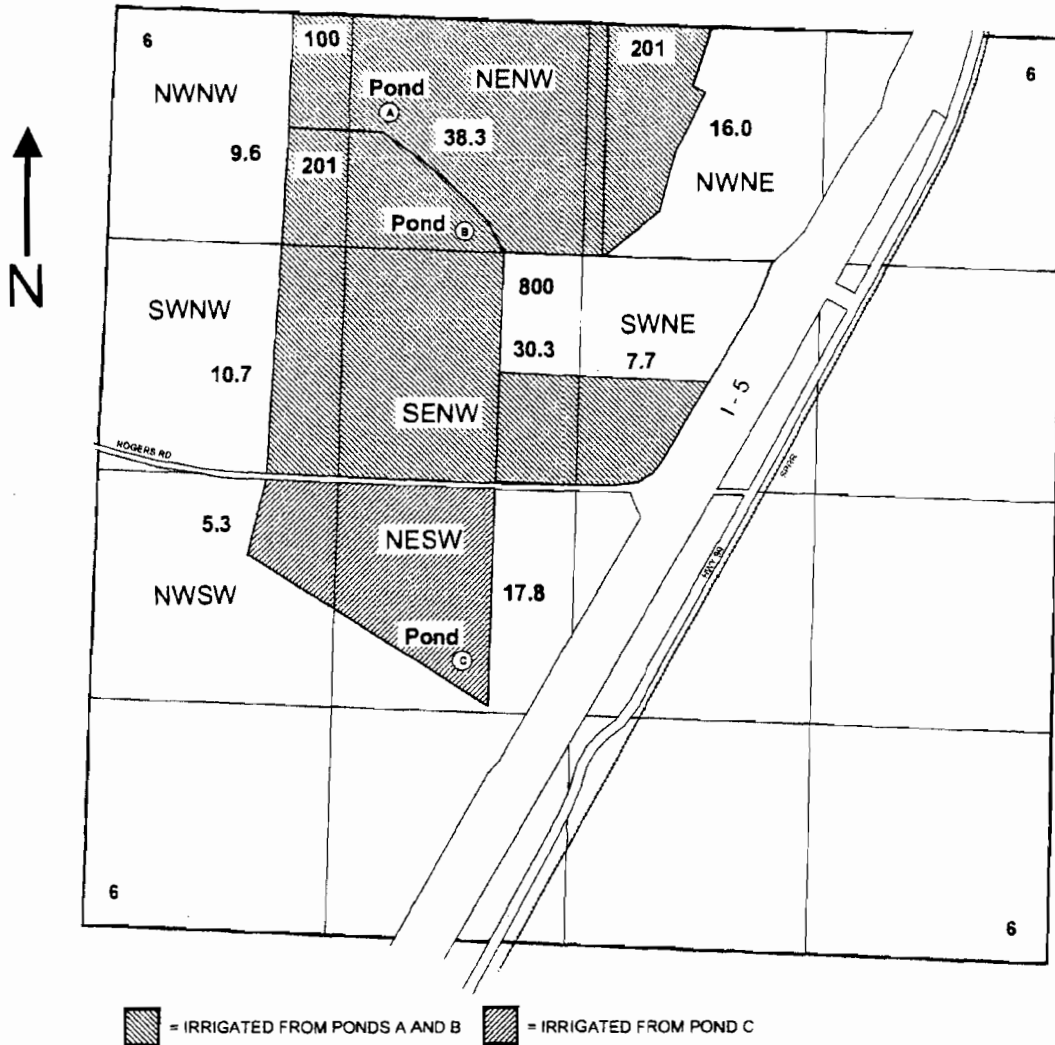 6
100
201
6
NWNW
Pond
NENW
A
38.3
16.0
9.6
201
NWNE
Pond
B
N
SWNW
800
SWNE
30.3
7.7
10.7
SENW
I - 5
ROGERS RD
5.3
NESW
NWSW
17.8
HWY 99
Pond
C
6
6
= IRRIGATED FROM PONDS A AND B
= IRRIGATED FROM POND C